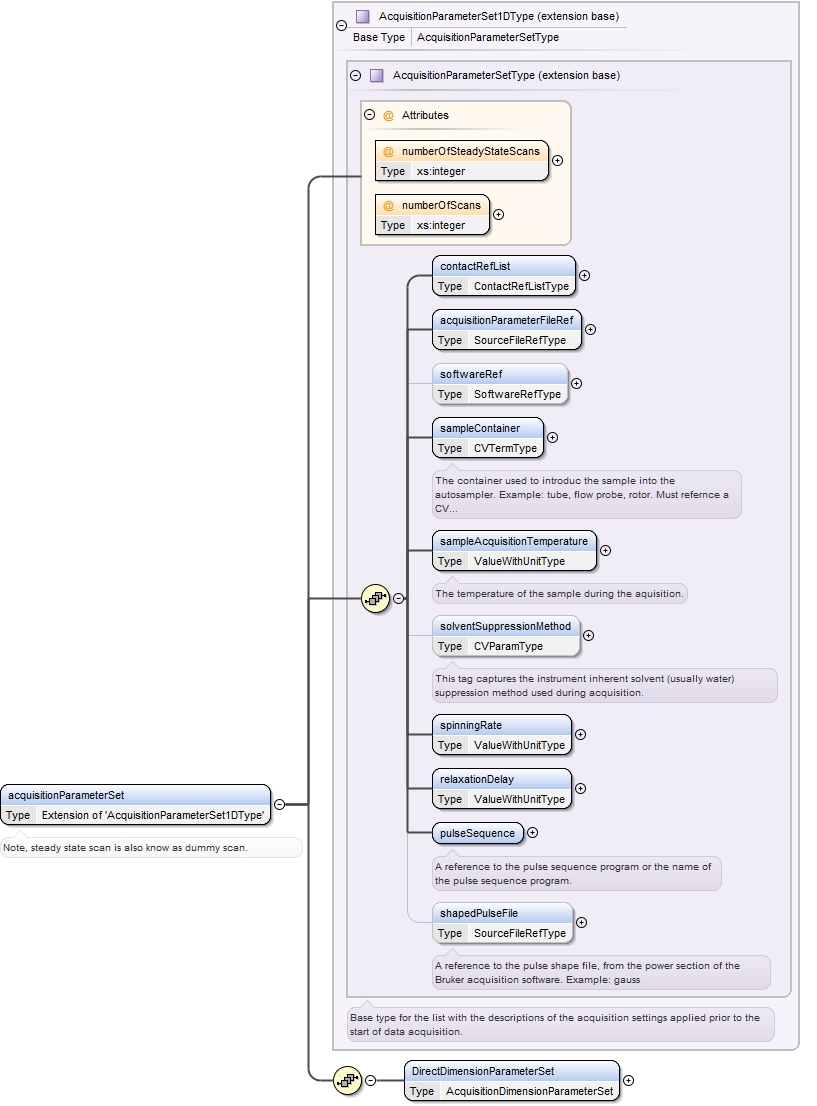 AcquisitionParameterSet1DType (extension base)
Base Type AcquisitionParameterSetType
AcquisitionParameterSetType (extension base)
@ Attributes
@ numberOfSteadyStateScans
Type xs:integer
@ numberOfScans
Type xs:integer
contactRefList
Type ContactRefListType
acquisitionParameterFileRef
Type SourceFileRefType
softwareRef
Type SoftwareRefType
sampleContainer
Type CVTermType
The container used to introduc the sample into the
autosampler. Example: tube, flow probe, rotor. Must refernce a
CV...
sampleAcquisitionTemperature
Type ValueWithUnitType
The temperature of the sample during the aquisition.
solventSuppressionMethod
Type CVParamType
This tag captures the instrument inherent solvent (usually water)
suppression method used during acquisition.
spinningRate
Type ValueWithUnitType
relaxationDelay
Type ValueWithUnitType
pulseSequence
A reference to the pulse sequence program or the name of
the pulse sequence program.
shapedPulseFile
Type SourceFileRefType
A reference to the pulse shape file, from the power section of the
Bruker acquisition software. Example: gauss
Base type for the list with the descriptions of the acquisition settings applied prior to the
start of data acquisition.
acquisitionParameterSet
Type Extension of 'AcquisitionParameterSet1DType'
Note, steady state scan is also know as dummy scan.
DirectDimensionParameterSet
Type AcquisitionDimensionParameterSet